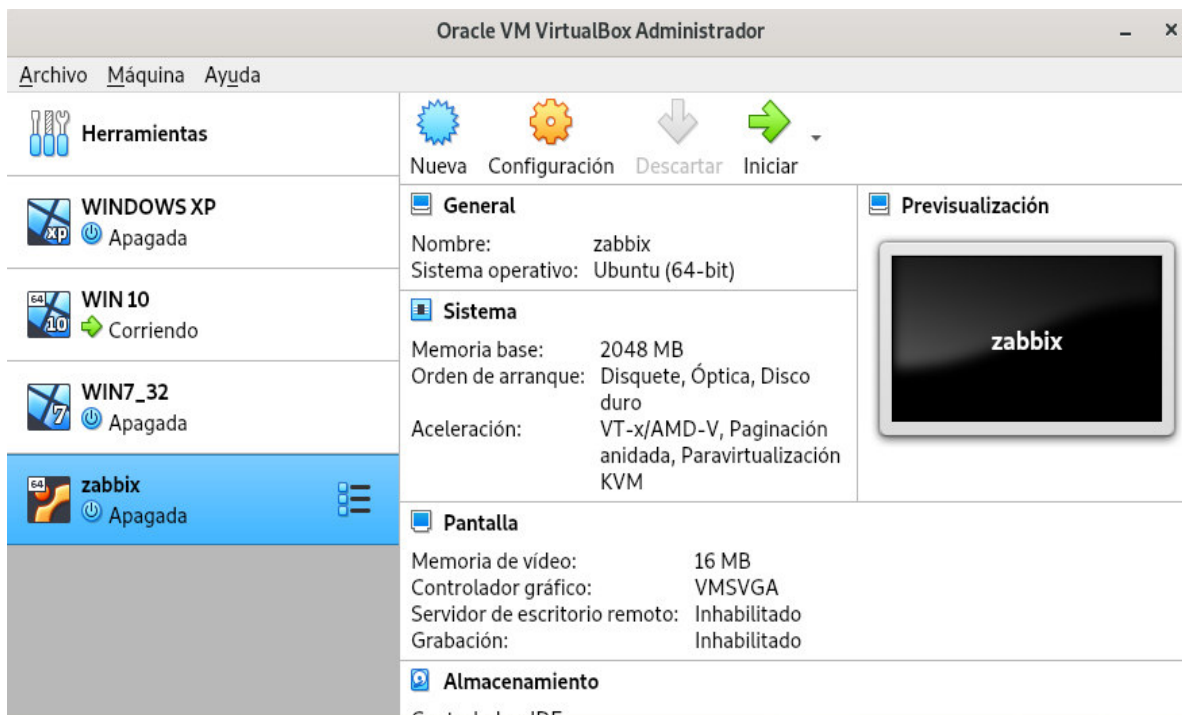 Oracle VM VirtualBox Administrador
Archivo Máquina Ayuda
Herramientas
WINDOWS XP
Apagada
64
WIN 10
Corriendo
WIN7_32
Apagada
64
zabbix
Apagada
Nueva Configuración Descartar Iniciar
General
Nombre: zabbix
Sistema operativo: Ubuntu (64-bit)
Sistema
Memoria base: 2048 MB
Orden de arranque: Disquete, Óptica, Disco
duro
Aceleración: VT-x/AMD-V, Paginación
anidada, Paravirtualización
KVM
Previsualización
zabbix
Pantalla
Memoria de vídeo: 16 MB
Controlador gráfico: VMSVGA
Servidor de escritorio remoto: Inhabilitado
Grabación: Inhabilitado
Almacenamiento